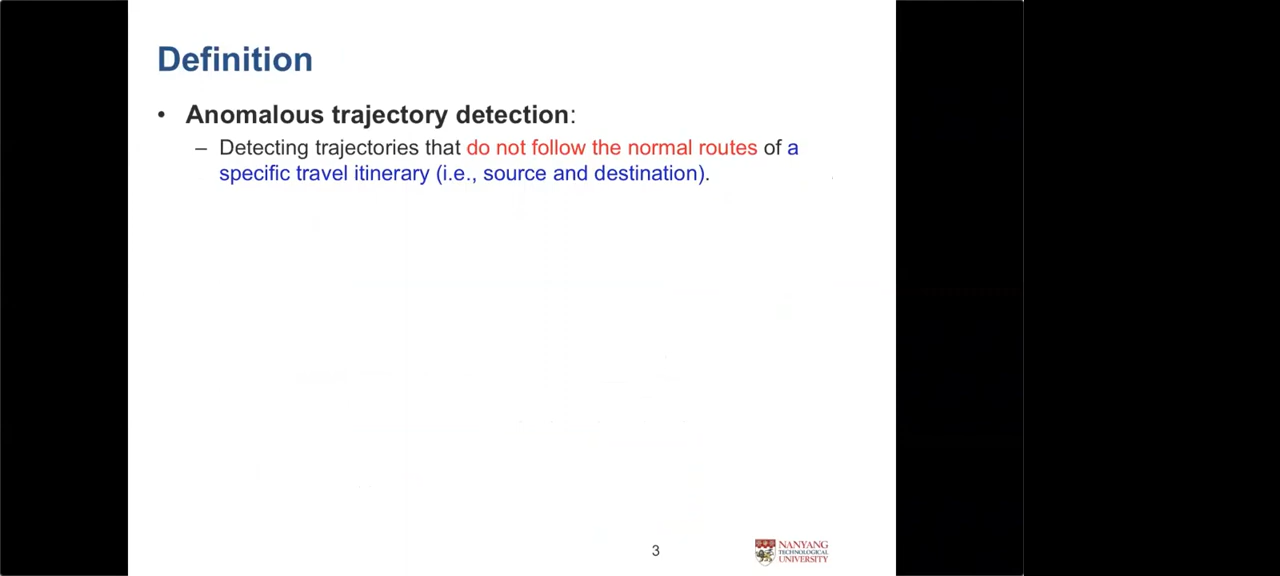 Definition
• Anomalous trajectory detection:
– Detecting trajectories that do not follow the normal routes of a
specific travel itinerary (i.e., source and destination).
3
NANYANG
TECHNOLOGICAL
UNIVERSITY